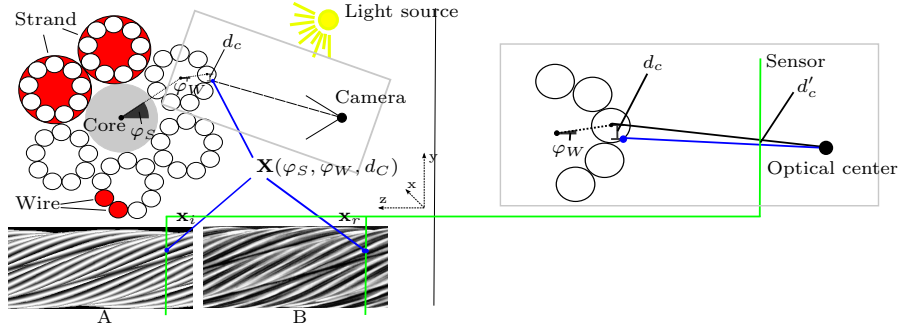 Light source
Strand
d_c
φ_W
Camera
Core
φ_S
X(φ_S, φ_W, d_C)
y
x
z
Wire
x_i
x_r
A
B
Sensor
d_c
d'_c
φ_W
Optical center